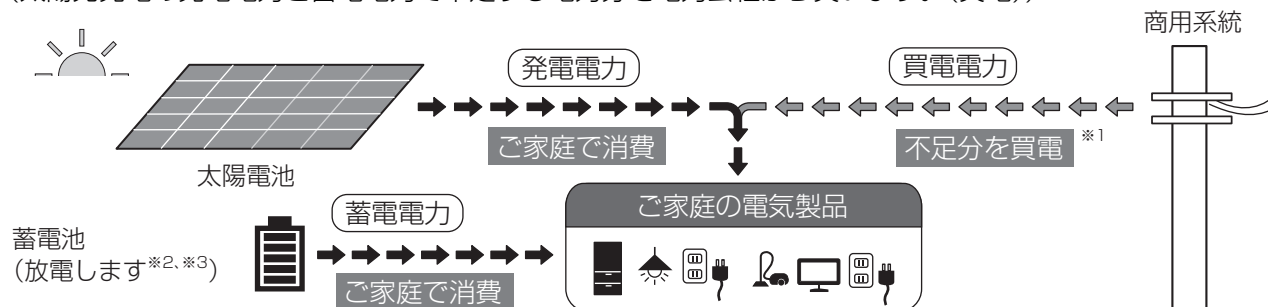 商用系統
発電電力
買電電力
ご家庭で消費
不足分を買電 ※1
太陽電池
蓄電電力
ご家庭の電気製品
蓄電池
(放電します※2、※3)
ご家庭で消費